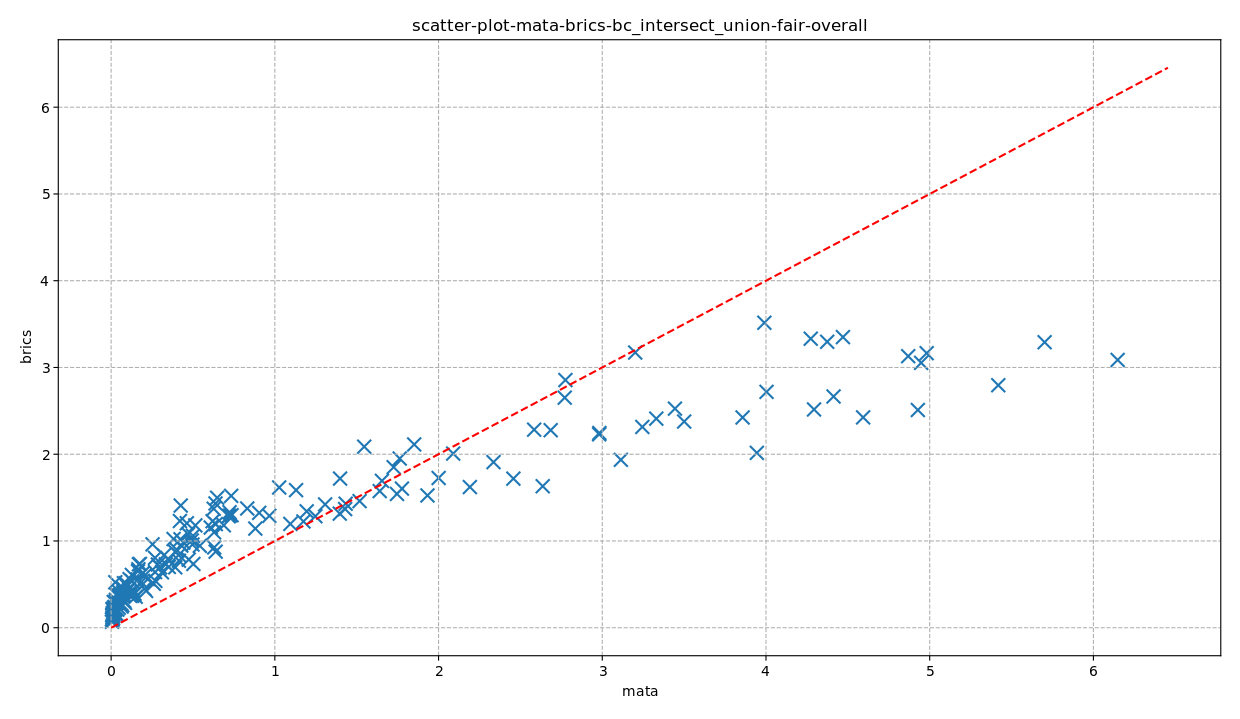 scatter-plot-mata-brics-bc_intersect_union-fair-overall
6
5
4
3
2
1
0
brics
0 1 2 3 4 5 6
mata